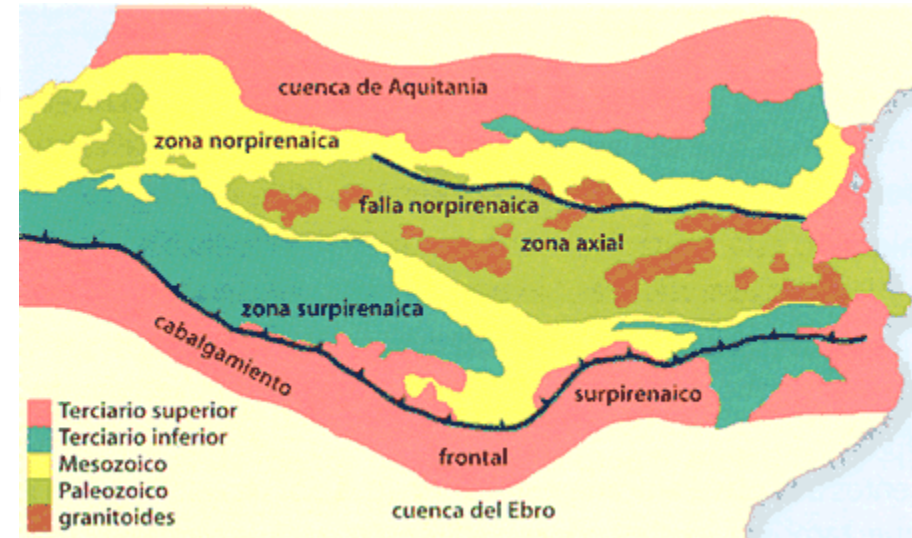 cuenca de Aquitania
zona norpirenaica
falla norpirenaica
zona axial
zona surpirenaica
cabalgamiento
surpirenaico
frontal
cuenca del Ebro
Terciario superior
Terciario inferior
Mesozoico
Paleozoico
granitoides